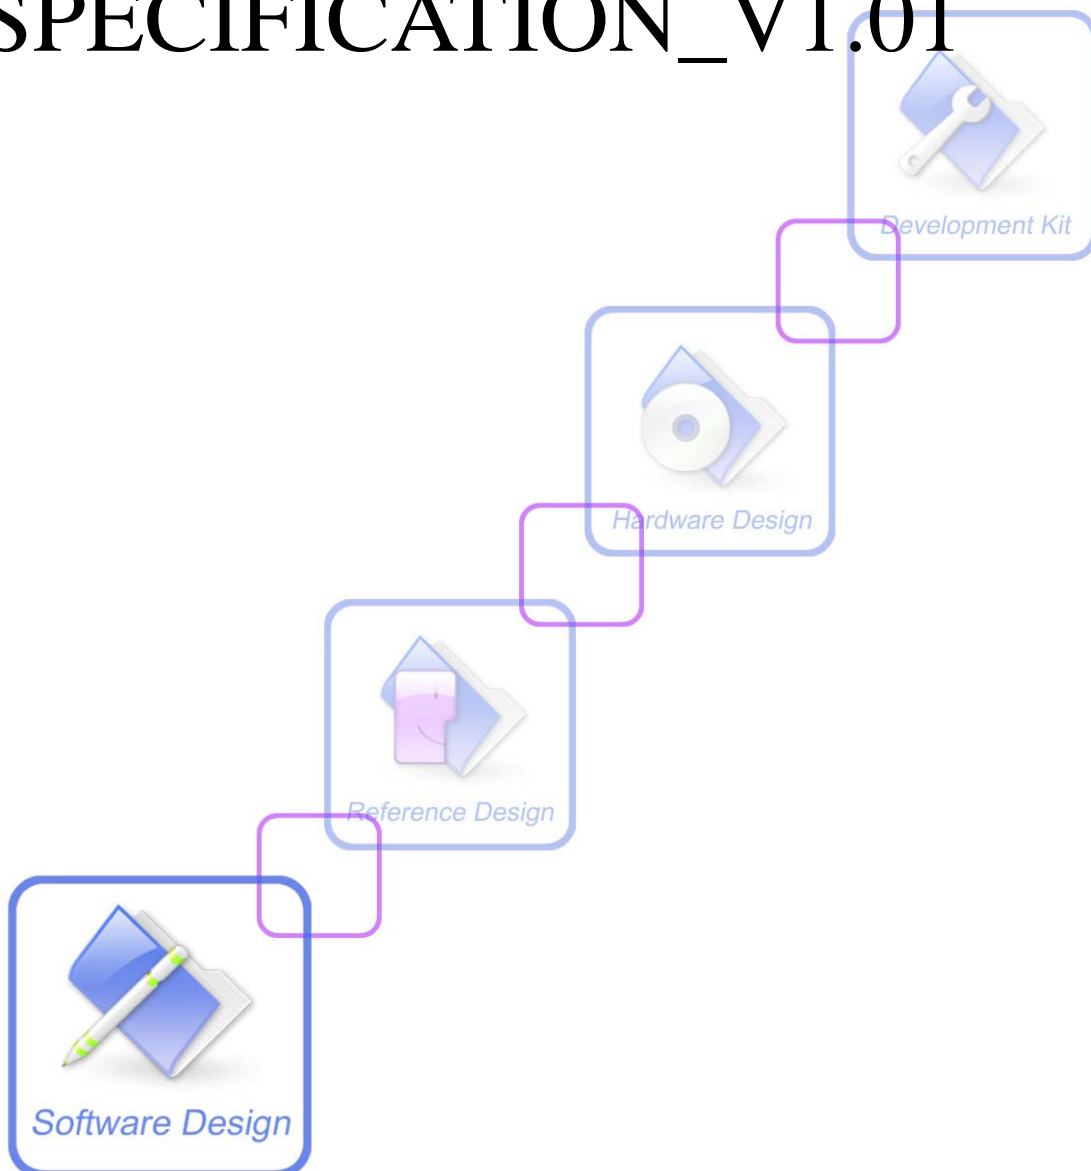 SPECIFICATION_V1.01
Development Kit
Hardware Design
Reference Design
Software Design